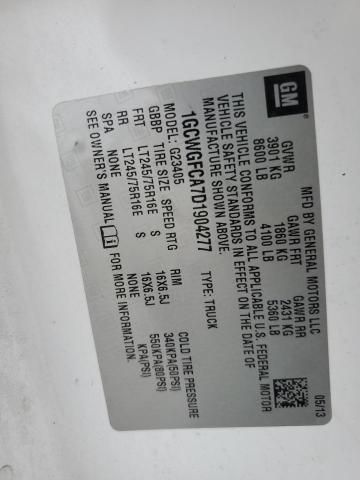 GM
MFD BY GENERAL MOTORS LLC
05/13
GVWR GAWR FRT GAWR RR
3901 KG 1860 KG 2431 KG
8600 LB 4100 LB 5360 LB
THIS VEHICLE CONFORMS TO ALL APPLICABLE U.S. FEDERAL MOTOR
VEHICLE SAFETY STANDARDS IN EFFECT ON THE DATE OF
MANUFACTURE SHOWN ABOVE.
1GCWGFCA7D1904277 TYPE: TRUCK
MODEL: G23405
GBBP TIRE SIZE SPEED RTG RIM COLD TIRE PRESSURE
FRT LT245/75R16E S 16X6.5J 340KPA(50PSI)
RR LT245/75R16E S 16X6.5J 550KPA(80PSI)
SPA NONE NONE KPA(PSI)
SEE OWNER'S MANUAL FOR MORE INFORMATION.